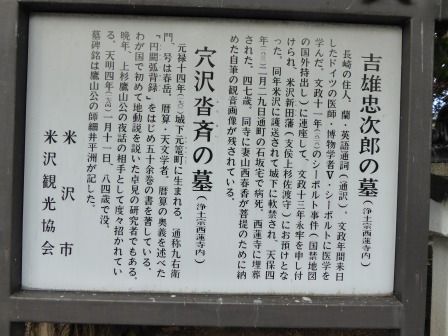 吉雄忠次郎の墓(浄土宗西蓮寺内)
長崎の住人、蘭・英語通詞(通訳)、文政年間来日
したドイツの医師・博物学者V・シーボルトに医学を
学んだ。文政十一年(一八二八)のシーボルト事件(国禁地図
の国外持出し)に連座して、文政十三年永牢を申し付
けられ、米沢新田藩(支侯上杉佐渡守)にお預けとな
った。同年米沢に護送されて城下に軟禁され、天保四
年(一八三三)二月二九日通町の石坂宅で病死。西蓮寺に埋葬
された。四七歳。同寺に妻山西春香が菩提のために納
めた自筆の観音画像が残されている。
穴沢沓斉の墓(浄土宗西蓮寺内)
元禄十四年(一七〇一)城下元篭町に生まれる。通称九右衛
門、号は春岳、暦算・天文学者、暦算の奥義を述べた
「円闕弧背録」をはじめ五十余巻の書を著している。
わが国で初めて地動説を説いた卓見の研究者でもある。
晩年、上杉鷹山公の夜話の相手として度々招かれてい
る。天明四年(一七八四)一月十一日、八四歳で没。
墓碑銘は鷹山公の師細井平洲が記した。
米沢市
米沢観光協会